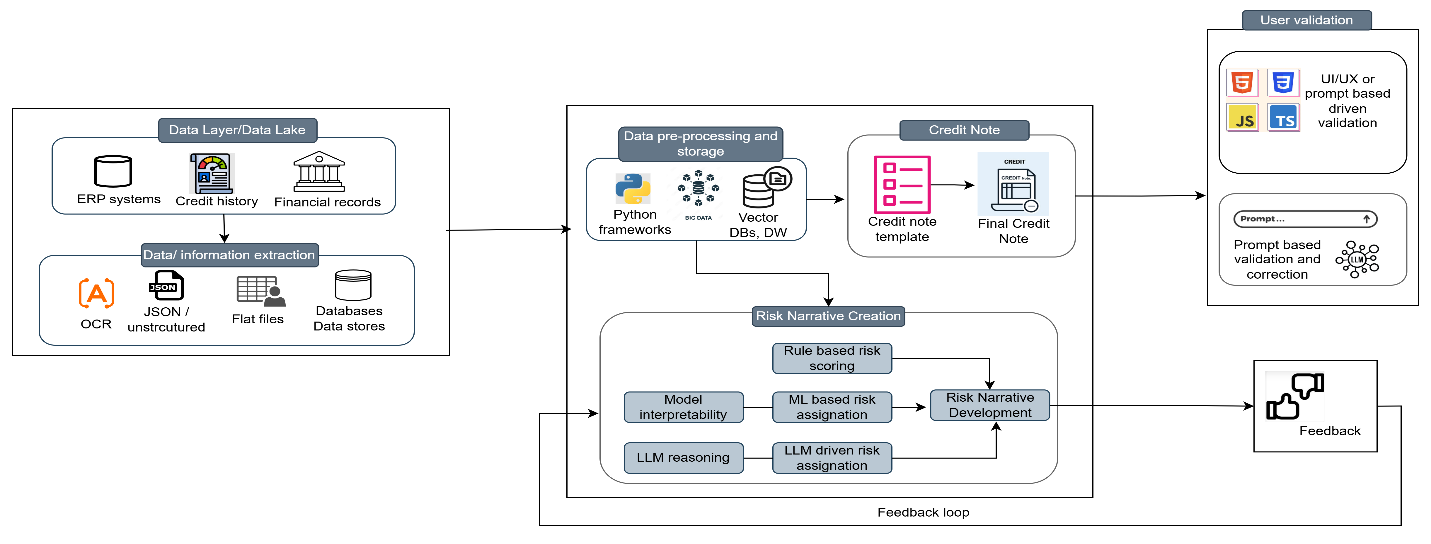 User validation
UI/UX or
prompt based
driven
validation
JS
TS
Prompt...
Prompt based
validation and
correction
LLM
Data Layer/Data Lake
ERP systems
Credit history
Financial records
Data/ information extraction
A
OCR
JSON
JSON /
unstrcutured
Flat files
Databases
Data stores
Data pre-processing and
storage
Python
frameworks
BIG DATA
Vector
DBs, DW
Credit Note
Credit note
template
CREDIT
CREDIT Note
Final Credit
Note
Risk Narrative Creation
Rule based risk
scoring
Model
interpretability
ML based risk
assignation
Risk Narrative
Development
LLM reasoning
LLM driven risk
assignation
Feedback
Feedback loop